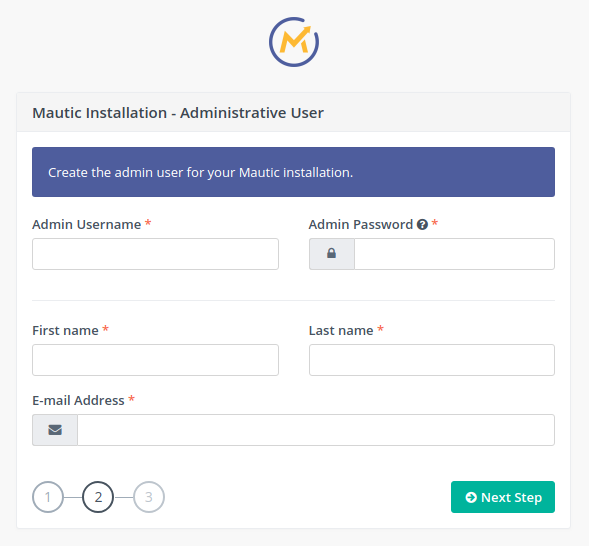 Mautic Installation - Administrative User
Create the admin user for your Mautic installation.
Admin Username *
Admin Password ? *
First name *
Last name *
E-mail Address *
1 2 3
Next Step